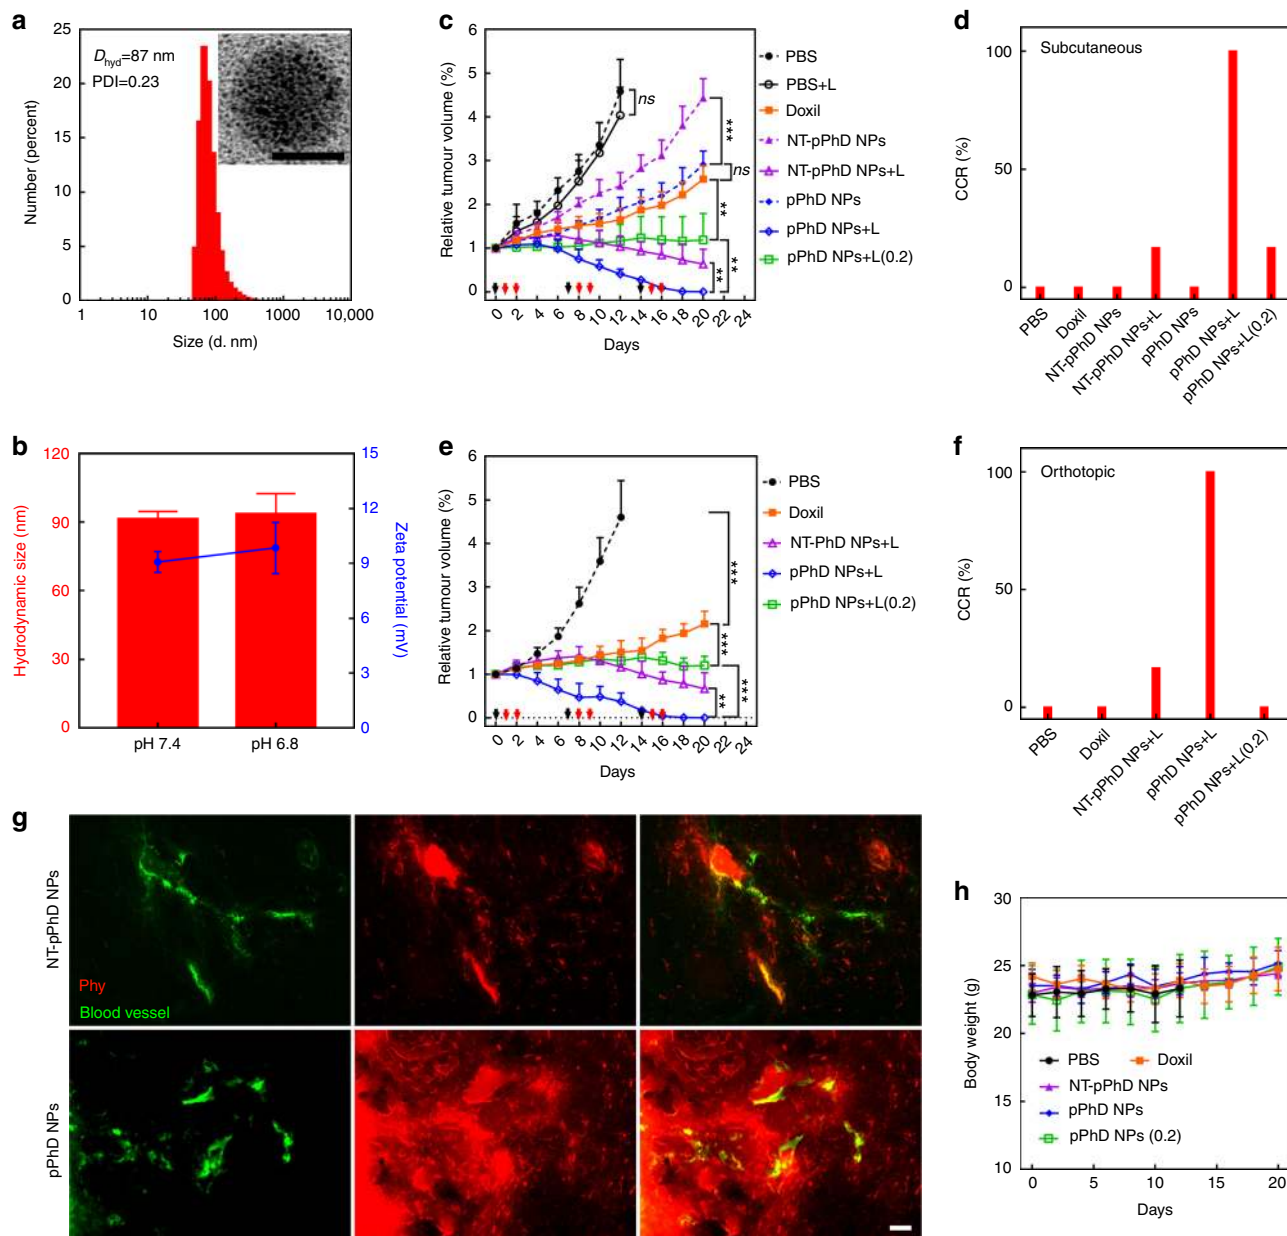 a
25
20
15
10
5
0
Number (percent)
Dhyd=87 nm
PDI=0.23
1
10
100
1000
10,000
Size (d. nm)
c
6
5
4
3
2
1
0
Relative tumour volume (%)
ns
***
ns
**
**
**
0
2
4
6
8
10
12
14
16
18
20
22
24
Days
PBS
PBS+L
Doxil
NT-pPhD NPs
NT-pPhD NPs+L
pPhD NPs
pPhD NPs+L
pPhD NPs+L(0.2)
d
Subcutaneous
100
50
0
CCR (%)
PBS
Doxil
NT-pPhD NPs
NT-pPhD NPs+L
pPhD NPs
pPhD NPs+L
pPhD NPs+L(0.2)
b
120
90
60
30
0
Hydrodynamic size (nm)
15
12
9
6
3
0
Zeta potential (mV)
pH 7.4
pH 6.8
e
6
5
4
3
2
1
0
Relative tumour volume (%)
***
***
***
**
0
2
4
6
8
10
12
14
16
18
20
22
24
Days
PBS
Doxil
NT-PhD NPs+L
pPhD NPs+L
pPhD NPs+L(0.2)
f
Orthotopic
100
50
0
CCR (%)
PBS
Doxil
NT-pPhD NPs+L
pPhD NPs+L
pPhD NPs+L(0.2)
g
NT-pPhD NPs
Phy
Blood vessel
pPhD NPs
h
30
25
20
15
10
Body weight (g)
PBS
Doxil
NT-pPhD NPs
pPhD NPs
pPhD NPs (0.2)
0
5
10
15
20
Days